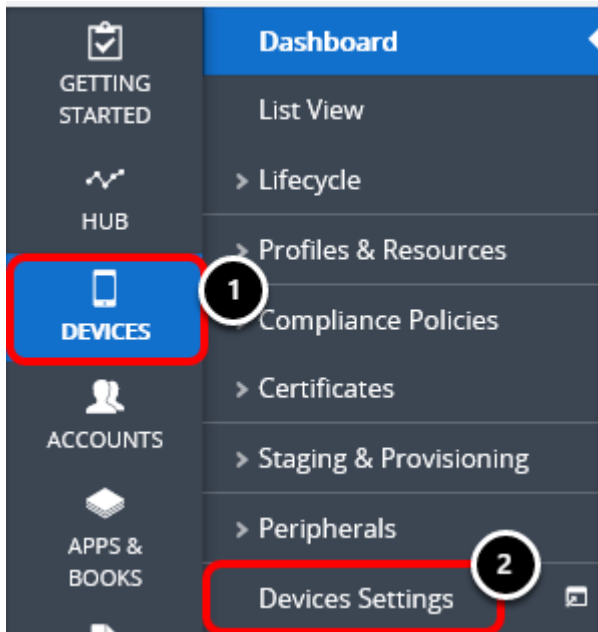 GETTING
STARTED
HUB
DEVICES
ACCOUNTS
APPS &
BOOKS
Dashboard
List View
> Lifecycle
> Profiles & Resources
1
Compliance Policies
> Certificates
> Staging & Provisioning
> Peripherals
2
Devices Settings